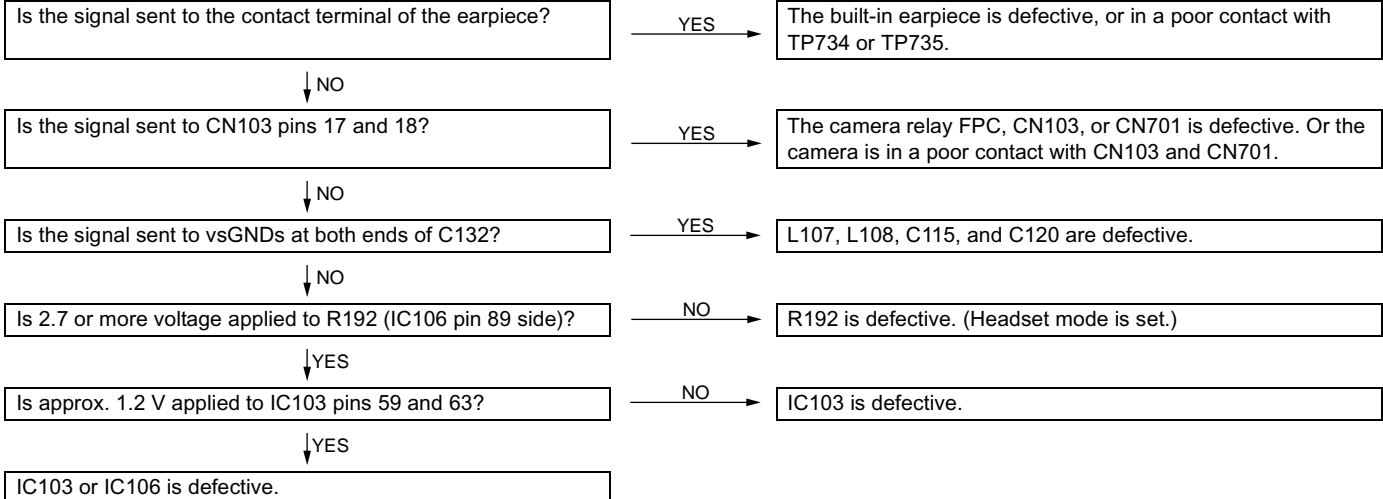 Is the signal sent to the contact terminal of the earpiece?
YES
The built-in earpiece is defective, or in a poor contact with
TP734 or TP735.
NO
Is the signal sent to CN103 pins 17 and 18?
YES
The camera relay FPC, CN103, or CN701 is defective. Or the
camera is in a poor contact with CN103 and CN701.
NO
Is the signal sent to vsGNDs at both ends of C132?
YES
L107, L108, C115, and C120 are defective.
NO
Is 2.7 or more voltage applied to R192 (IC106 pin 89 side)?
NO
R192 is defective. (Headset mode is set.)
YES
Is approx. 1.2 V applied to IC103 pins 59 and 63?
NO
IC103 is defective.
YES
IC103 or IC106 is defective.